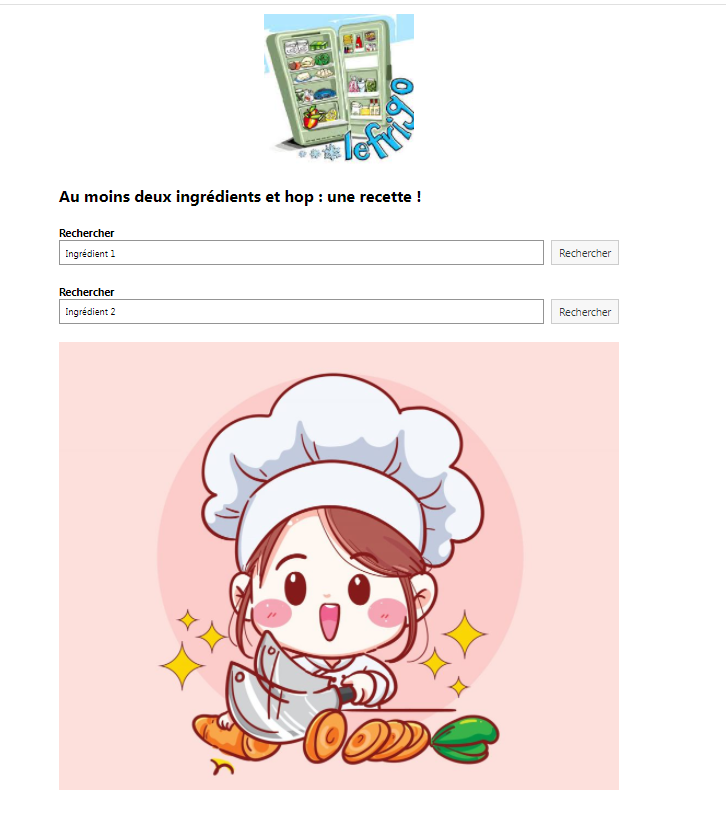 lefrigo
Au moins deux ingrédients et hop : une recette !
Rechercher
Ingrédient 1 Rechercher
Rechercher
Ingrédient 2 Rechercher